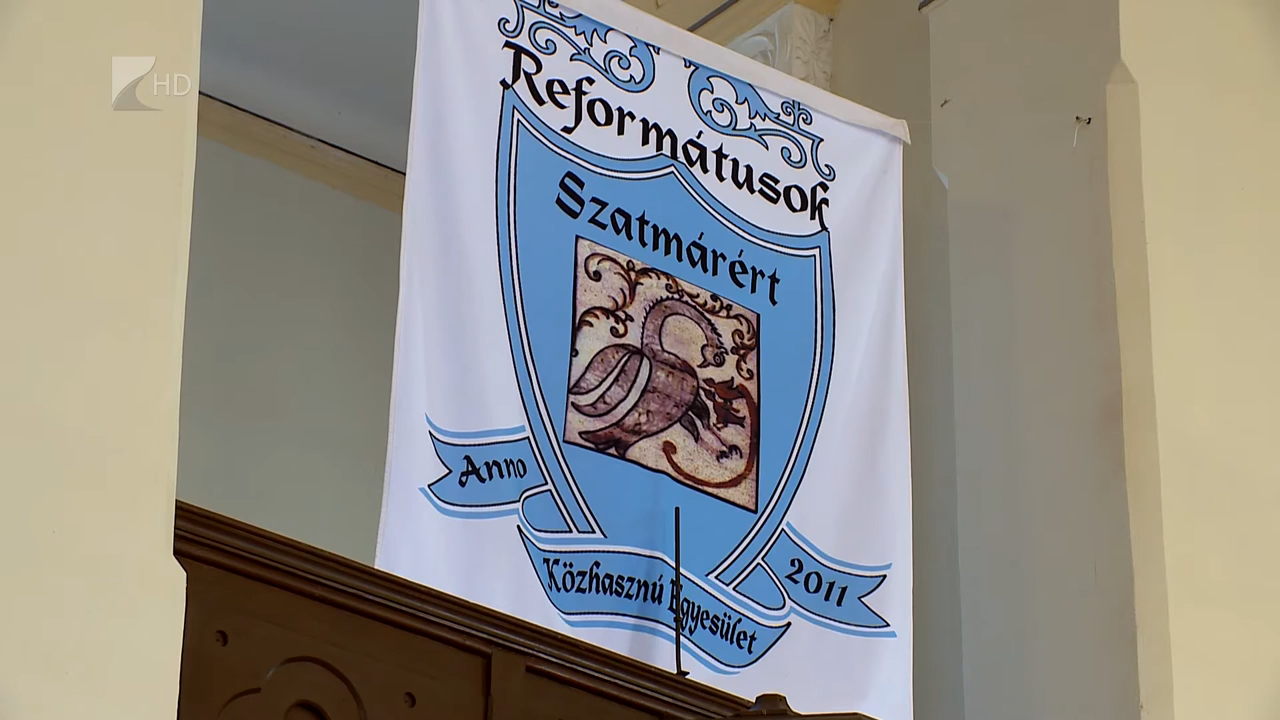 HD
Reformátusok
Szatmárért
Anno
2011
Közhasznú Egyesület